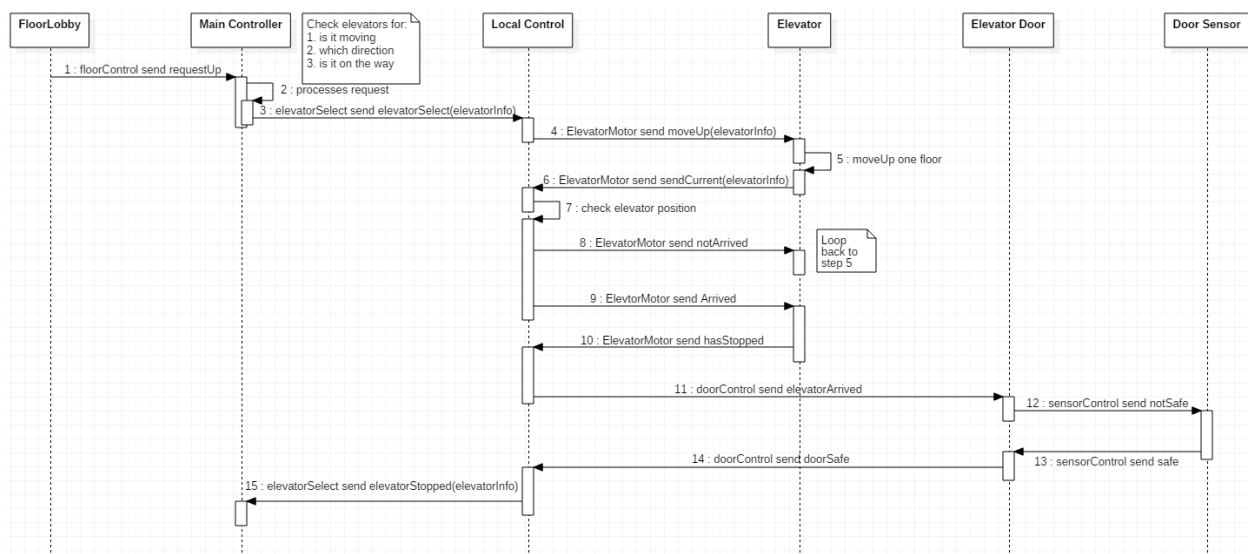 FloorLobby
Main Controller
Check elevators for:
1. is it moving
2. which direction
3. is it on the way
Local Control
Elevator
Elevator Door
Door Sensor
1 : floorControl send requestUp
2 : processes request
3 : elevatorSelect send elevatorSelect(elevatorInfo)
4 : ElevatorMotor send moveUp(elevatorInfo)
5 : moveUp one floor
6 : ElevatorMotor send sendCurrent(elevatorInfo)
7 : check elevator position
8 : ElevatorMotor send notArrived
Loop
back to
step 5
9 : ElevtorMotor send Arrived
10 : ElevatorMotor send hasStopped
11 : doorControl send elevatorArrived
12 : sensorControl send notSafe
13 : sensorControl send safe
14 : doorControl send doorSafe
15 : elevatorSelect send elevatorStopped(elevatorInfo)